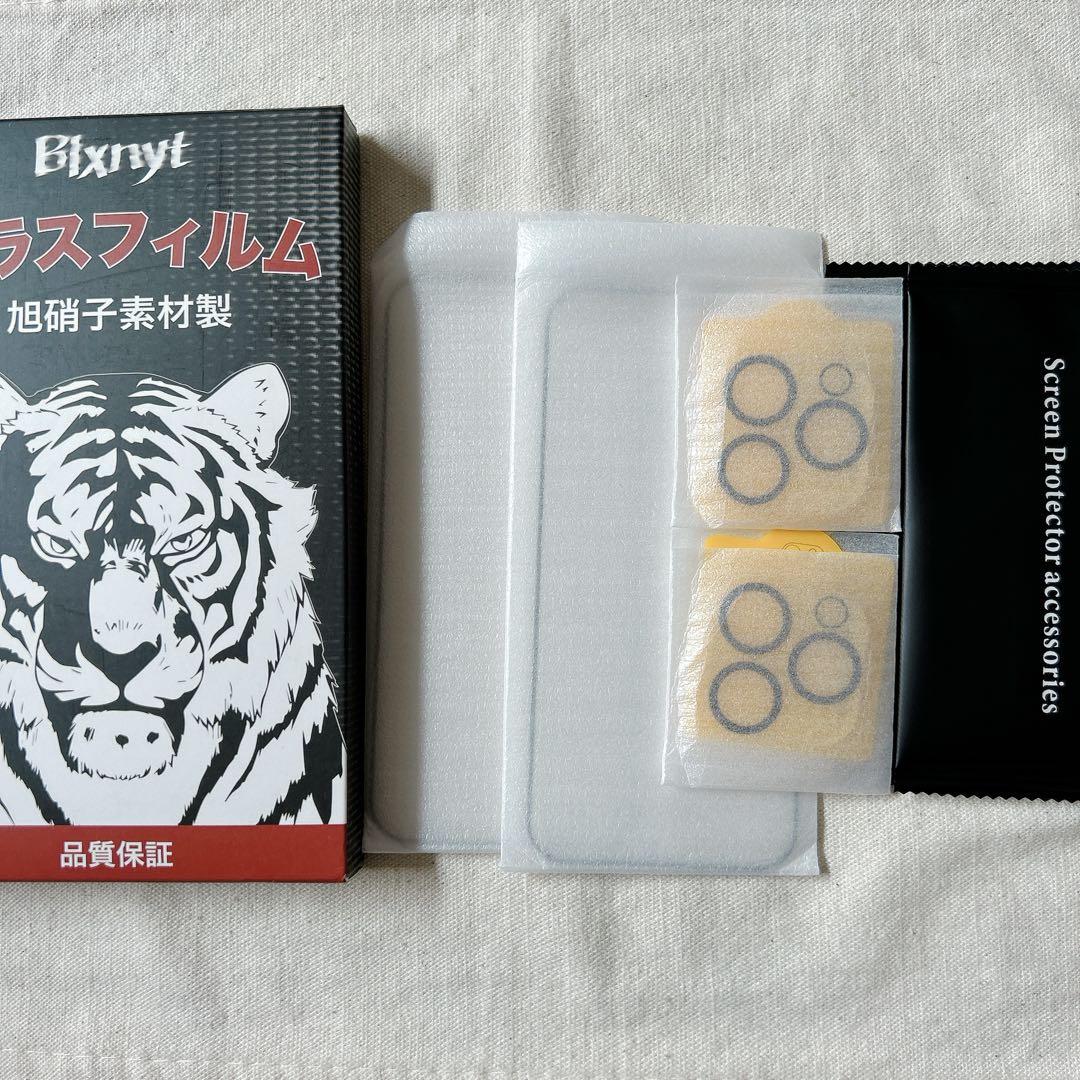 Blxnyt
ラスフィルム
旭硝子素材製
品質保証
Screen Protector accessories